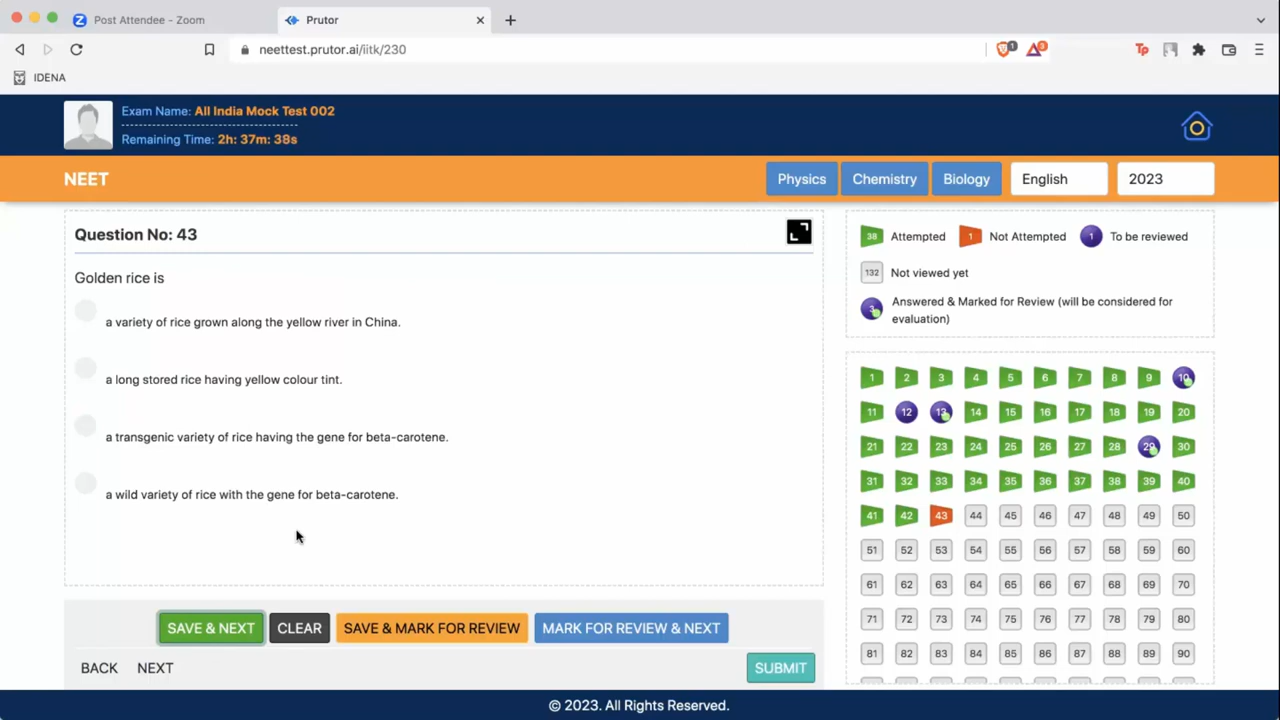 Post Attendee - Zoom
Prutor
neettest.prutor.ai/iitk/230
1
3
Tp
IDENA
Exam Name: All India Mock Test 002
Remaining Time: 2h: 37m: 38s
NEET
Physics
Chemistry
Biology
English
2023
Question No: 43
Golden rice is
a variety of rice grown along the yellow river in China.
a long stored rice having yellow colour tint.
a transgenic variety of rice having the gene for beta-carotene.
a wild variety of rice with the gene for beta-carotene.
SAVE & NEXT
CLEAR
SAVE & MARK FOR REVIEW
MARK FOR REVIEW & NEXT
BACK
NEXT
SUBMIT
38 Attempted
1 Not Attempted
1 To be reviewed
132 Not viewed yet
3 Answered & Marked for Review (will be considered for
evaluation)
1 2 3 4 5 6 7 8 9 10
11 12 13 14 15 16 17 18 19 20
21 22 23 24 25 26 27 28 29 30
31 32 33 34 35 36 37 38 39 40
41 42 43 44 45 46 47 48 49 50
51 52 53 54 55 56 57 58 59 60
61 62 63 64 65 66 67 68 69 70
71 72 73 74 75 76 77 78 79 80
81 82 83 84 85 86 87 88 89 90
© 2023. All Rights Reserved.